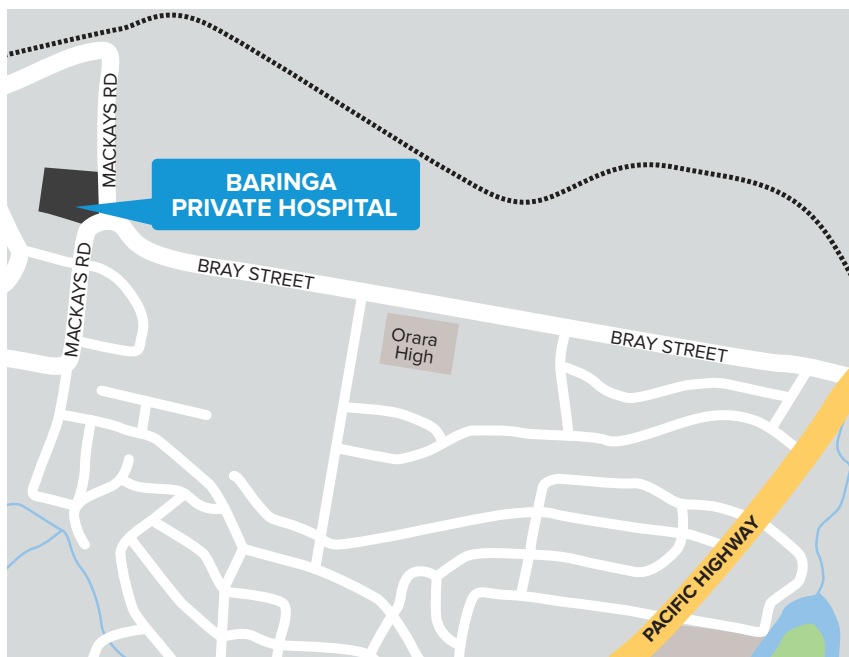 MACKAYS RD
BARINGA
PRIVATE HOSPITAL
MACKAYS RD
BRAY STREET
Orara
High
BRAY STREET
PACIFIC HIGHWAY